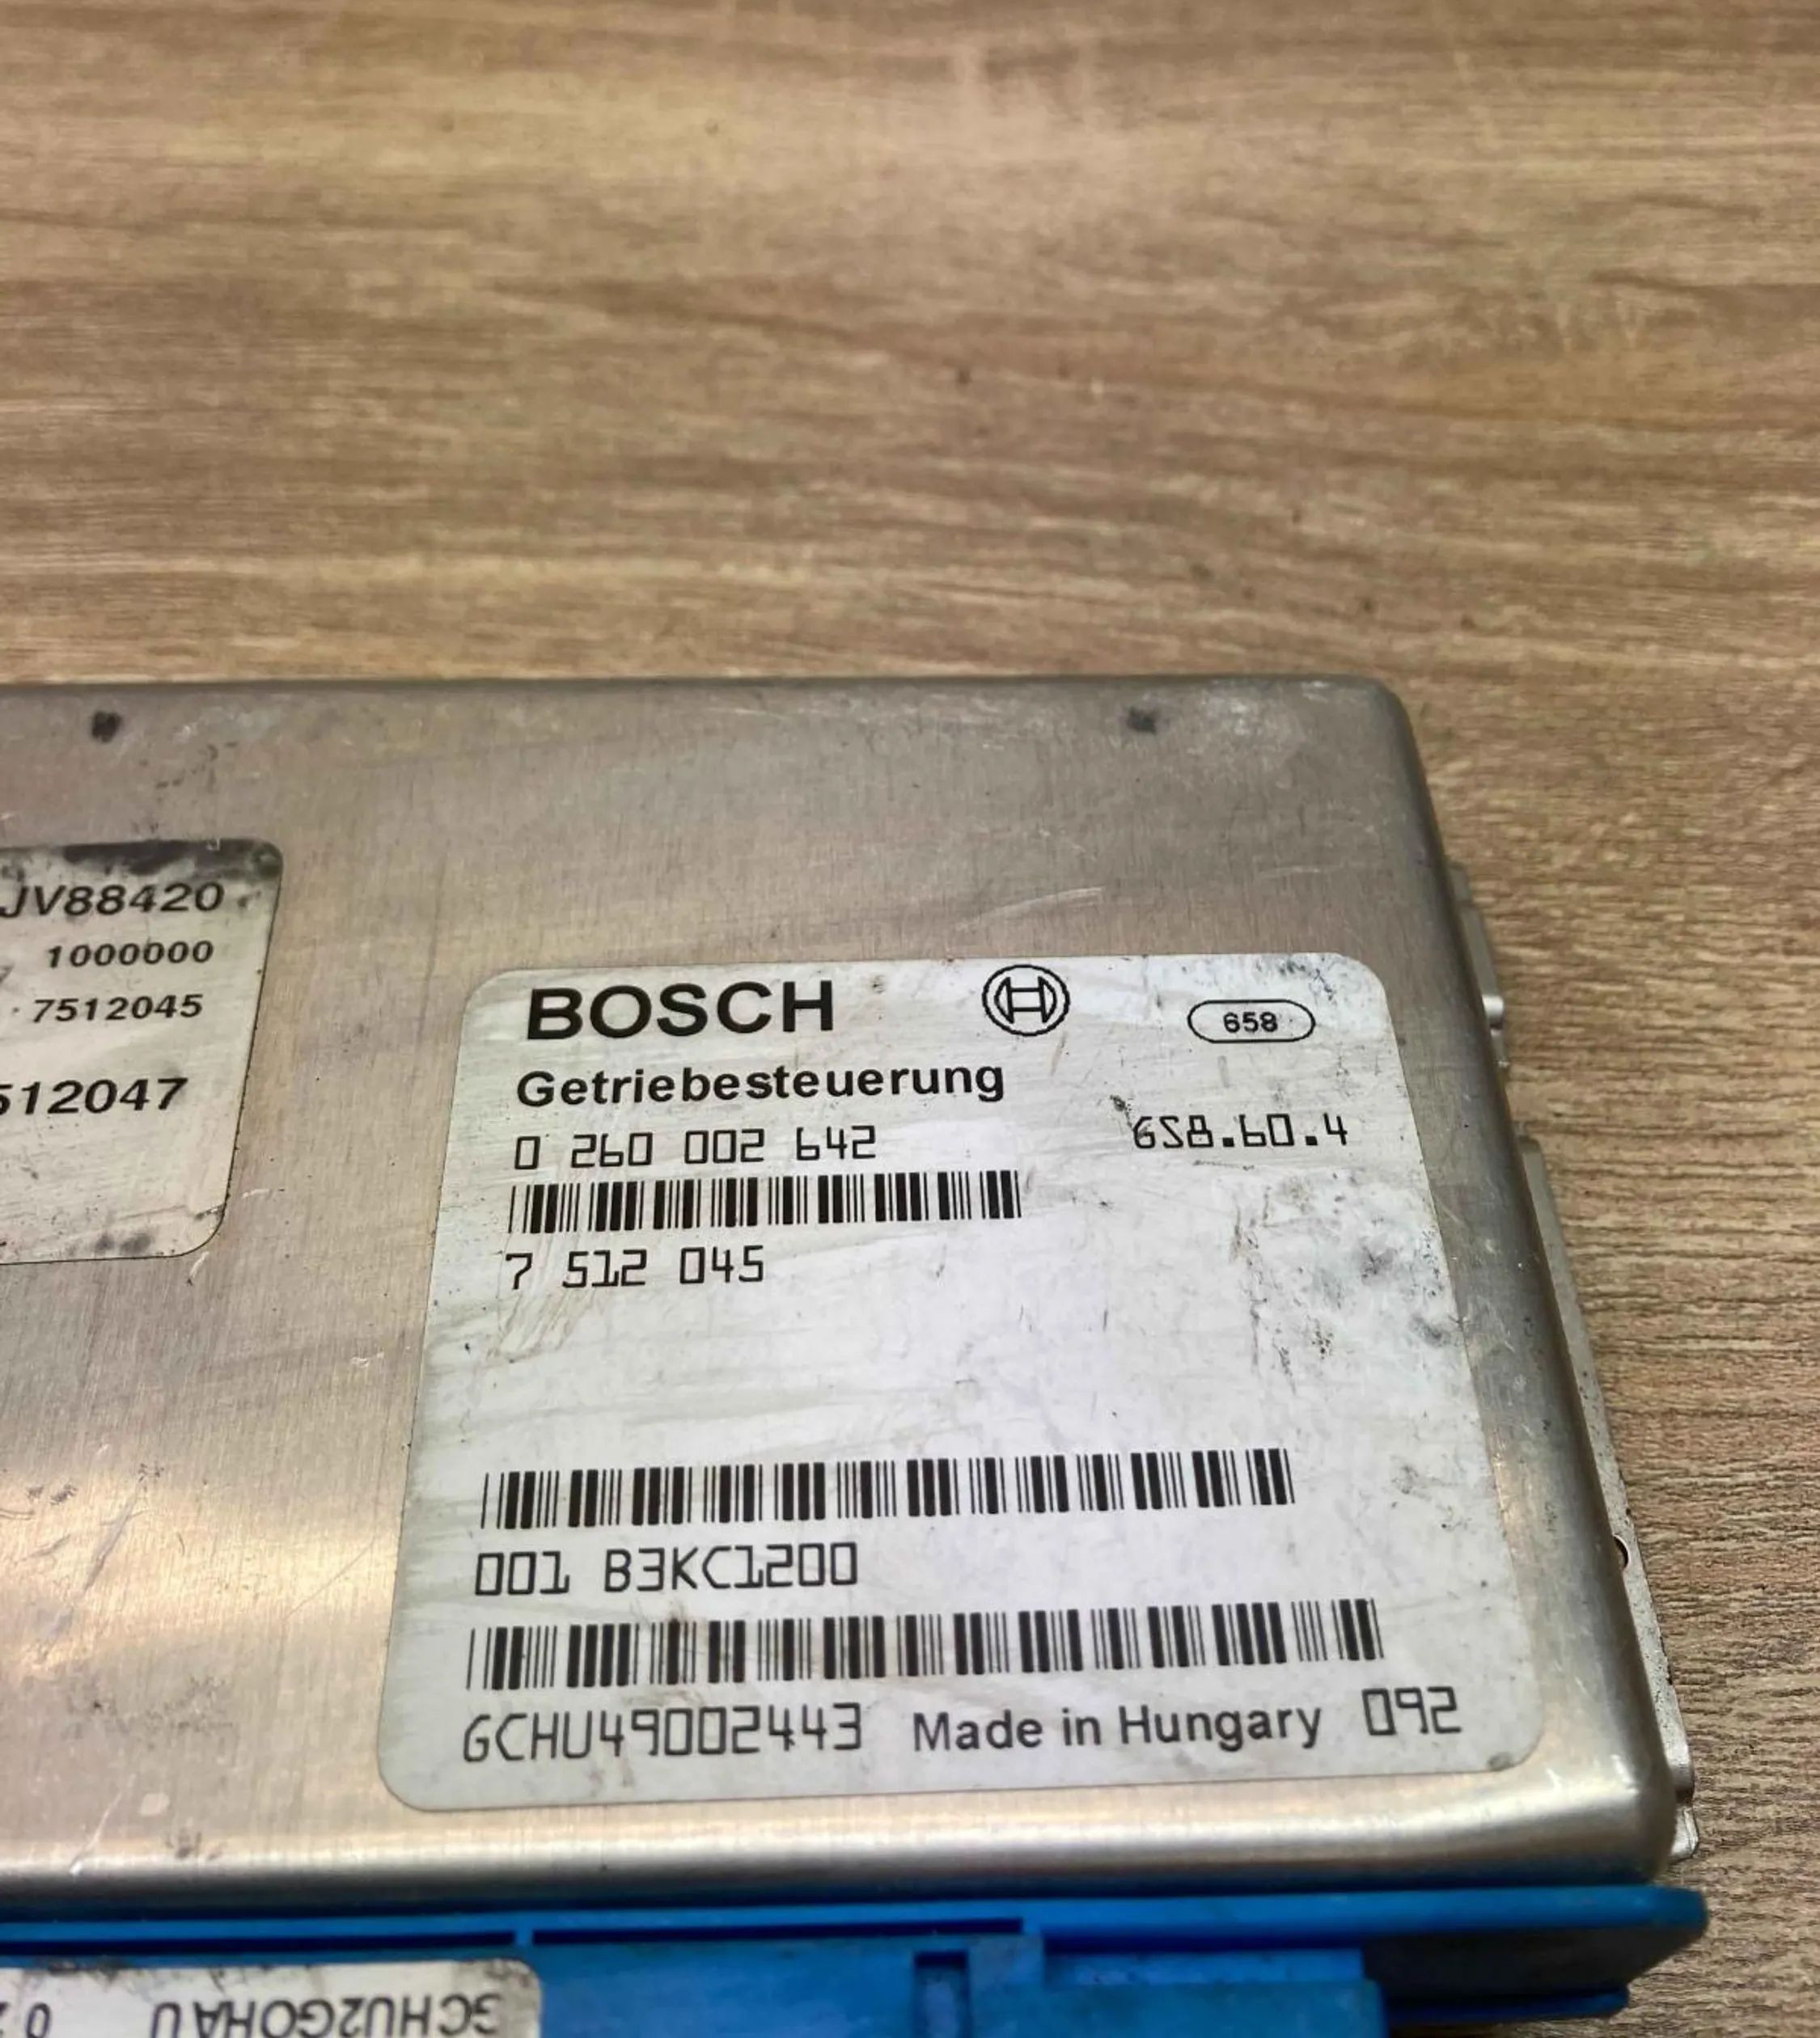 JV88420
1000000
7512045
512047
BOSCH
658
Getriebesteuerung
0 260 002 642
GS8.60.4
7 512 045
001 B3KC1200
GCHU49002443 Made in Hungary 092